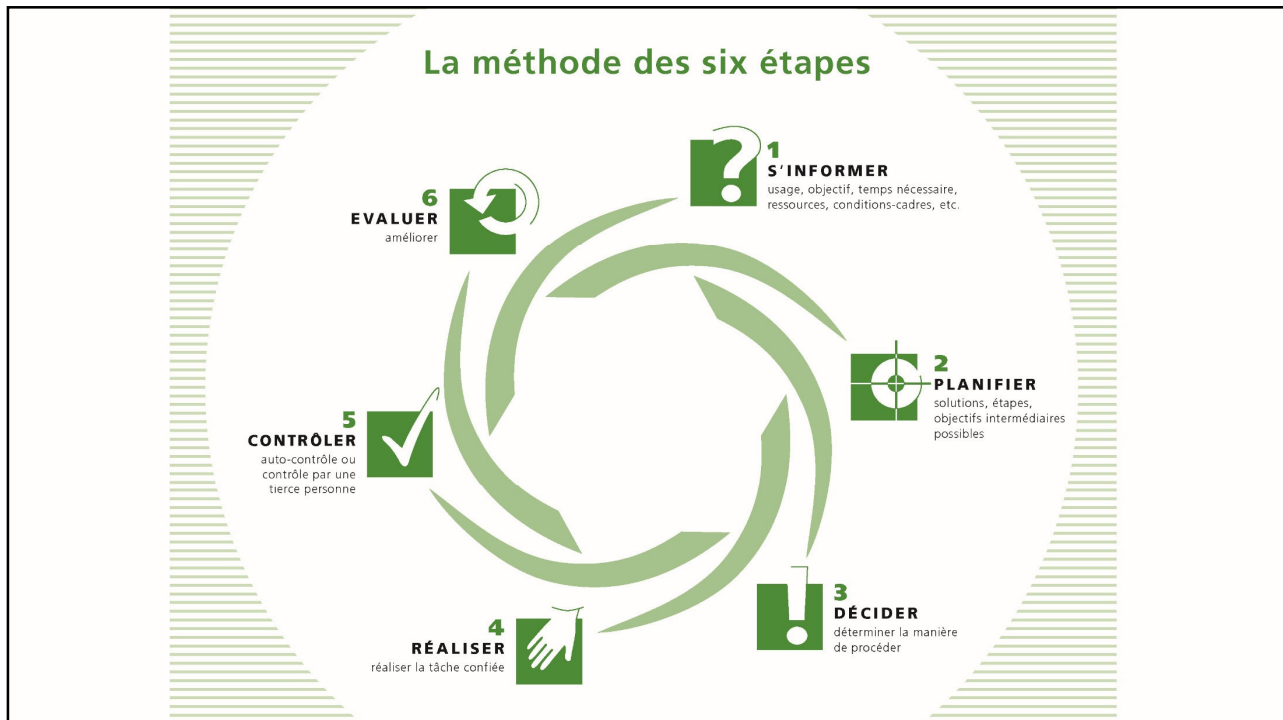 La méthode des six étapes
1
S'INFORMER
usage, objectif, temps nécessaire,
ressources, conditions-cadres, etc.
2
PLANIFIER
solutions, étapes,
objectifs intermédiaires
possibles
3
DÉCIDER
déterminer la manière
de procéder
4
RÉALISER
réaliser la tâche confiée
5
CONTRÔLER
auto-contrôle ou
contrôle par une
tierce personne
6
EVALUER
améliorer